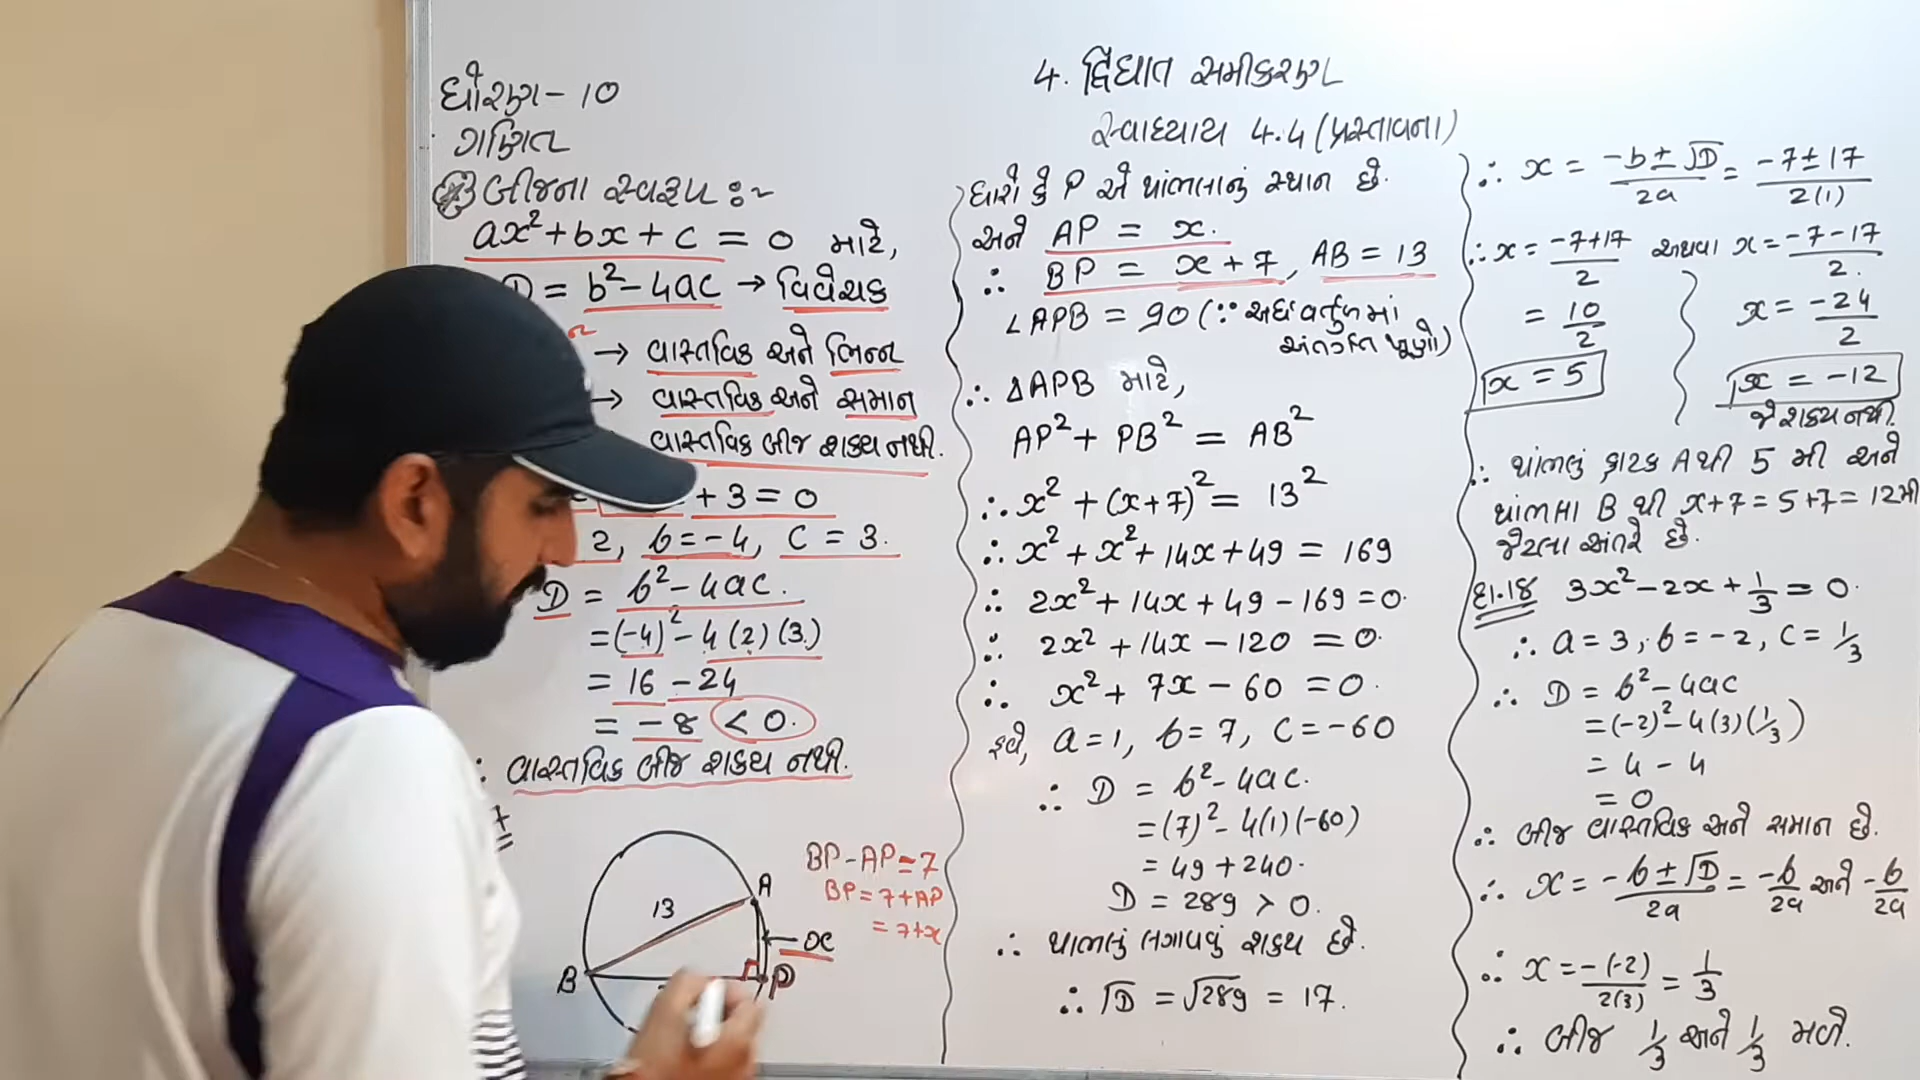 ધોરણ - 10
ગણિત
4. દ્વિઘાત સમીકરણ
સ્વાધ્યાય 4.4 (પ્રસ્તાવના)
બીજના સ્વરૂપ :~
ax² + bx + c = 0 માટે,
D = b² - 4ac → વિવેચક
→ વાસ્તવિક અને ભિન્ન
→ વાસ્તવિક અને સમાન
વાસ્તવિક બીજ શક્ય નથી.
+ 3 = 0
2, b = -4, c = 3.
D = b² - 4ac.
= (-4)² - 4 (2) (3)
= 16 - 24
= -8 < 0.
: વાસ્તવિક બીજ શક્ય નથી.
A
13
B
P
x
BP - AP = 7
BP = 7 + AP
= 7 + x
ધારો કે P એ થાંભલાનું સ્થાન છે.
અને AP = x.
∴ BP = x + 7, AB = 13
∠APB = 90 (∵ અર્ધવર્તુળમાં
અંતર્ગત ખૂણો)
∴ ΔAPB માટે,
AP² + PB² = AB²
∴ x² + (x+7)² = 13²
∴ x² + x² + 14x + 49 = 169
∴ 2x² + 14x + 49 - 169 = 0.
∴ 2x² + 14x - 120 = 0.
∴ x² + 7x - 60 = 0.
હવે, a = 1, b = 7, c = -60
∴ D = b² - 4ac.
= (7)² - 4(1)(-60)
= 49 + 240.
D = 289 > 0.
∴ થાંભલું લગાવવું શક્ય છે.
∴ √D = √289 = 17.
∴ x = -b ± √D / 2a = -7 ± 17 / 2(1)
∴ x = -7+17 / 2 અથવા x = -7-17 / 2.
= 10/2
x = 5
x = -24/2
x = -12
જે શક્ય નથી.
∴ થાંભલું ફાટક A થી 5 મી અને
થાંભલા B થી x+7 = 5+7 = 12 મી
જેટલા અંતરે છે.
દા.18 3x² - 2x + 1/3 = 0.
∴ a = 3, b = -2, c = 1/3
∴ D = b² - 4ac
= (-2)² - 4(3)(1/3)
= 4 - 4
= 0
∴ બીજ વાસ્તવિક અને સમાન છે.
∴ x = -b ± √D / 2a = -b/2a અને -b/2a
∴ x = -(-2) / 2(3) = 1/3
∴ બીજ 1/3 અને 1/3 મળે.